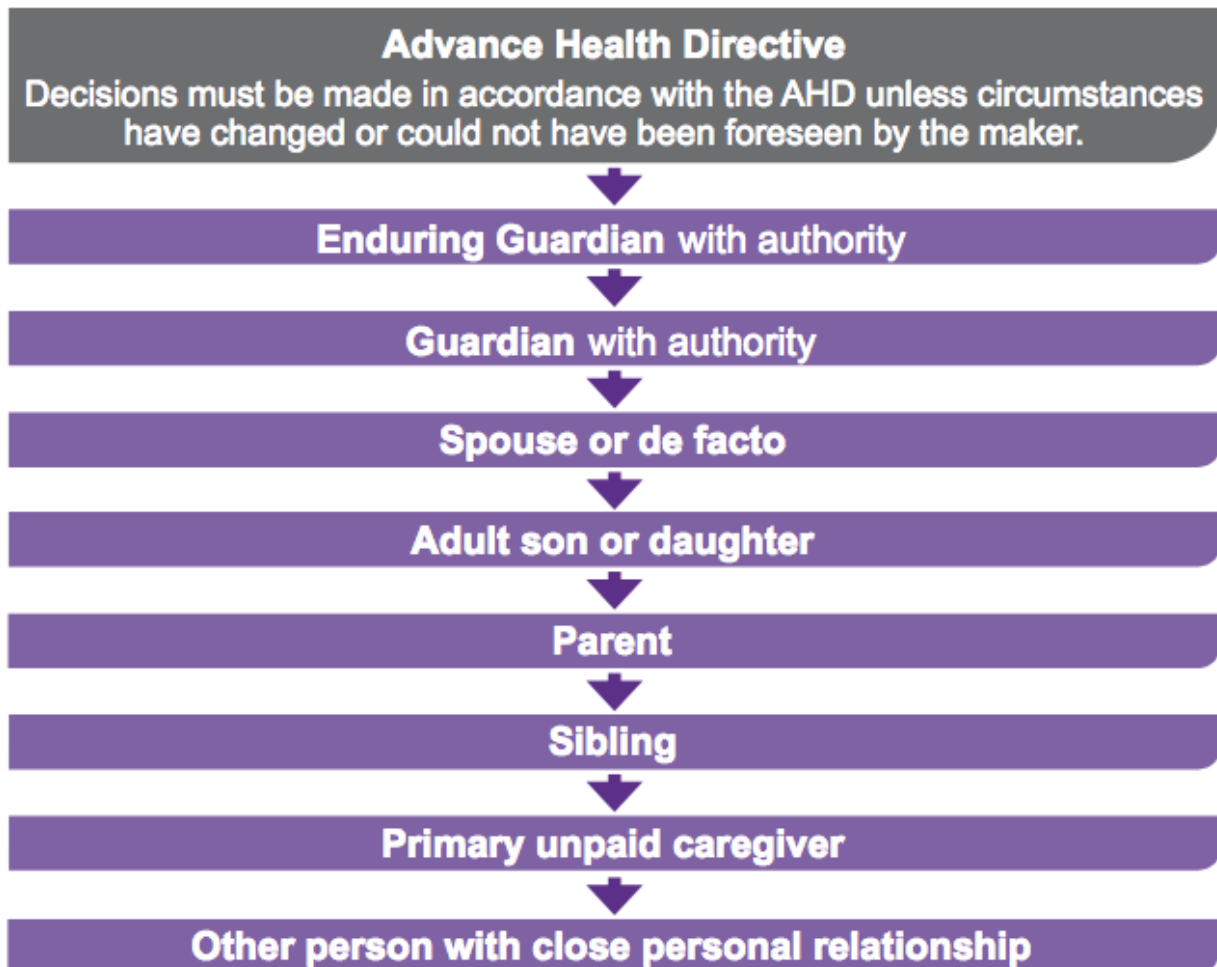 Advance Health Directive
Decisions must be made in accordance with the AHD unless circumstances
have changed or could not have been foreseen by the maker.
Enduring Guardian with authority
Guardian with authority
Spouse or de facto
Adult son or daughter
Parent
Sibling
Primary unpaid caregiver
Other person with close personal relationship